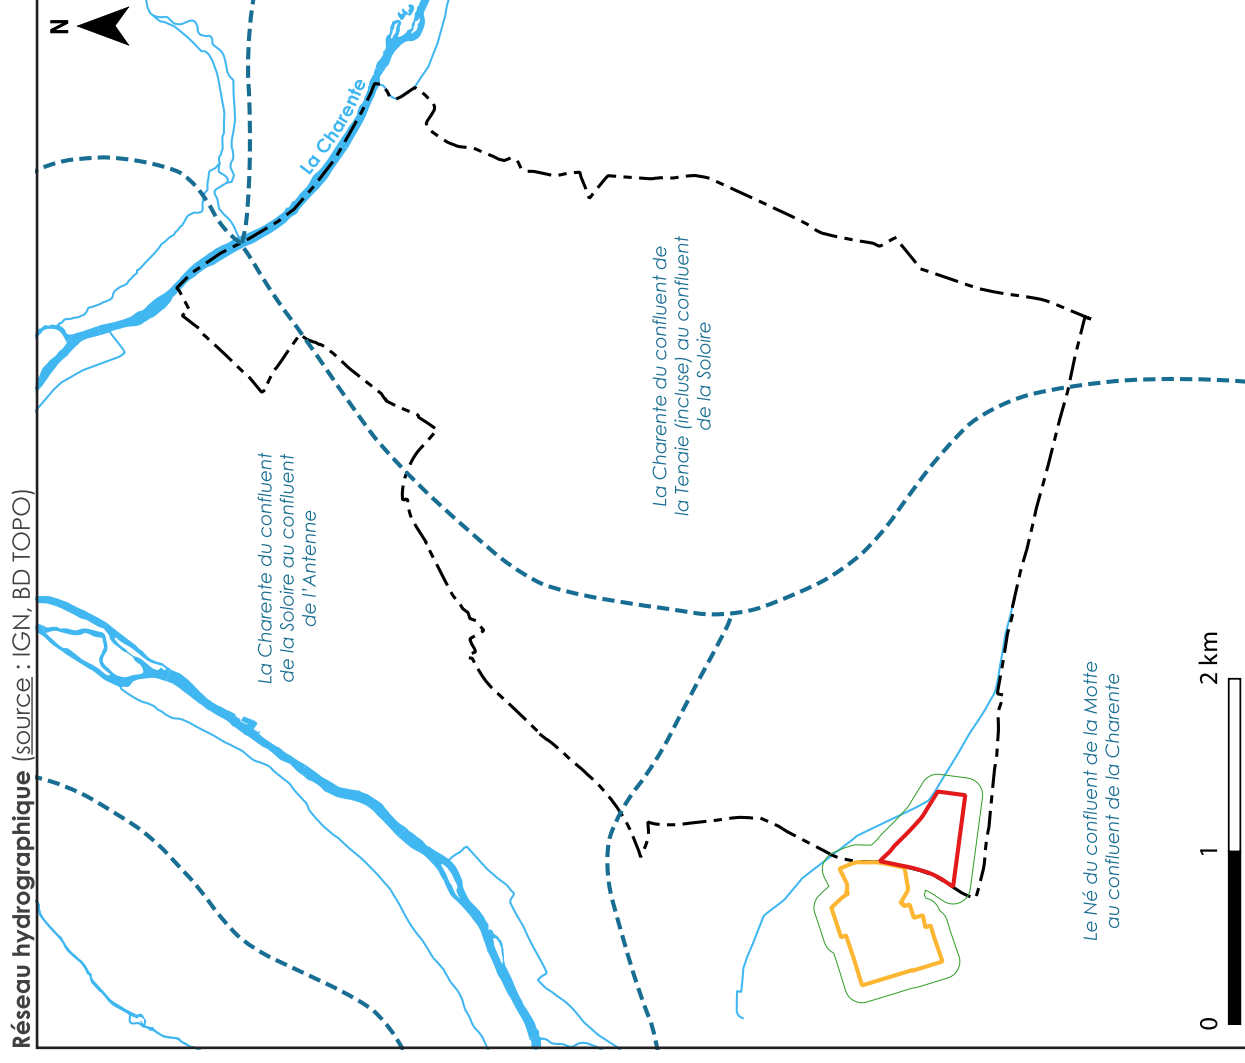 Réseau hydrographique (source : IGN, BD TOPO)
N
La Charente
La Charente du confluent
de la Soloire au confluent
de l'Antenne
La Charente du confluent de
la Tenaie (incluse) au confluent
de la Soloire
Le Né du confluent de la Motte
au confluent de la Charente
0 1 2 km